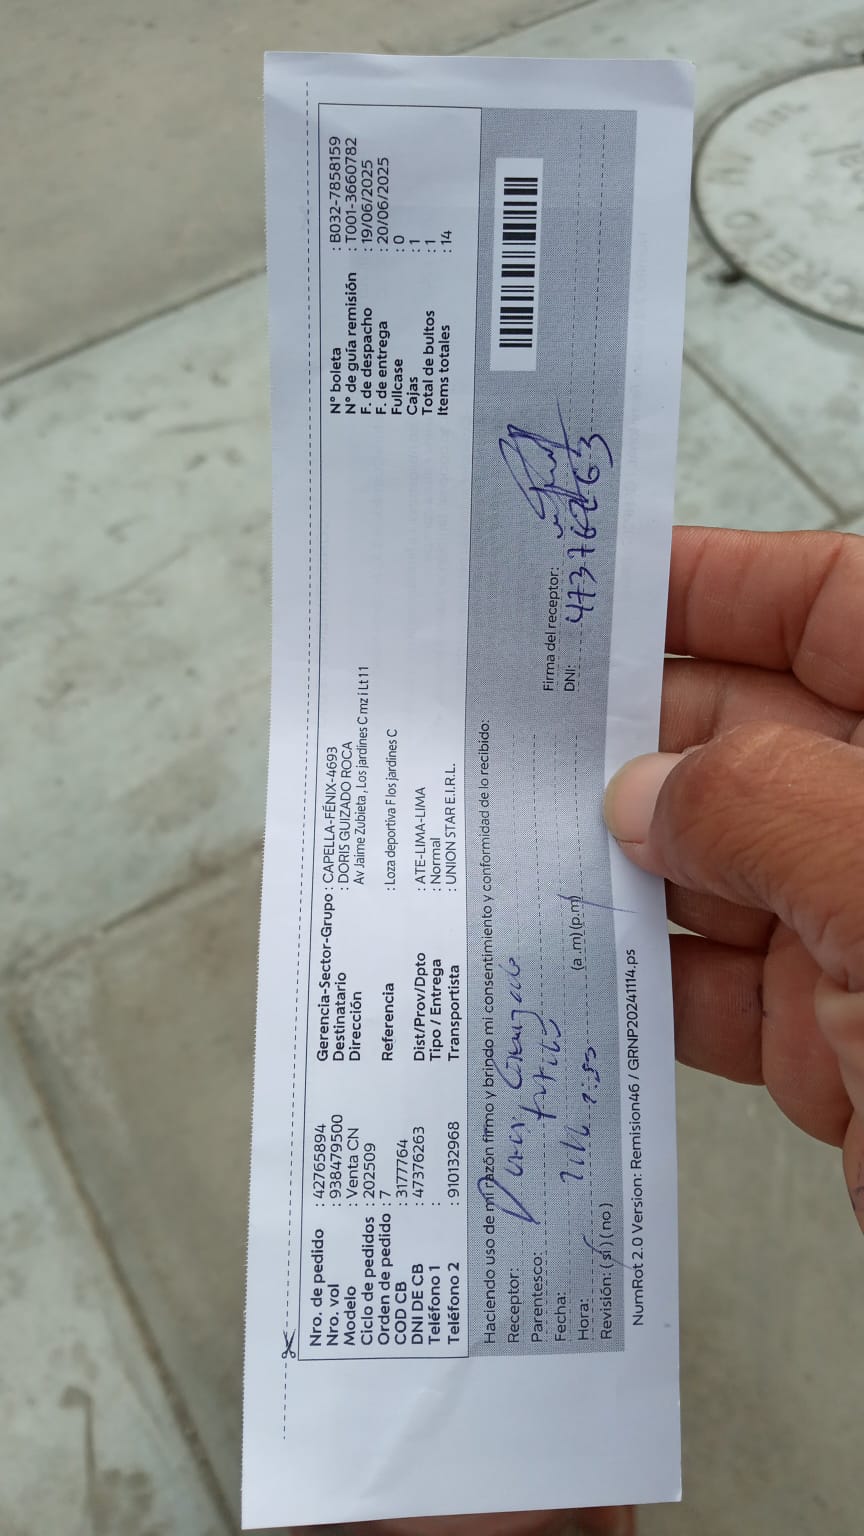 Nro. de pedido : 42765894
Nro. vol : 938479500
Modelo : Venta CN
Ciclo de pedidos : 202509
Orden de pedido : 7
COD CB : 3177764
DNI DE CB : 47376263
Teléfono 1 :
Teléfono 2 : 910132968
Gerencia-Sector-Grupo : CAPELLA-FÉNIX-4693
Destinatario : DORIS GUIZADO ROCA
Dirección Av Jaime Zubieta , Los jardines C mz i Lt 11
Referencia : Loza deportiva F los jardines C
Dist/Prov/Dpto : ATE-LIMA-LIMA
Tipo / Entrega : Normal
Transportista : UNION STAR E.I.R.L.
N° boleta : B032-7858159
N° de guía remisión : T001-3660782
F. de despacho : 19/06/2025
F. de entrega : 20/06/2025
Fullcase : 0
Cajas : 1
Total de bultos : 1
Items totales : 14
Haciendo uso de mi razón firmo y brindo mi consentimiento y conformidad de lo recibido:
Receptor: Doris Guizado
Parentesco:
Fecha:
Hora: (a .m) (p.m)
Revisión: ( si ) ( no )
Firma del receptor:
DNI: 47376263
NumRot 2.0 Version: Remision46 / GRNP20241114.ps